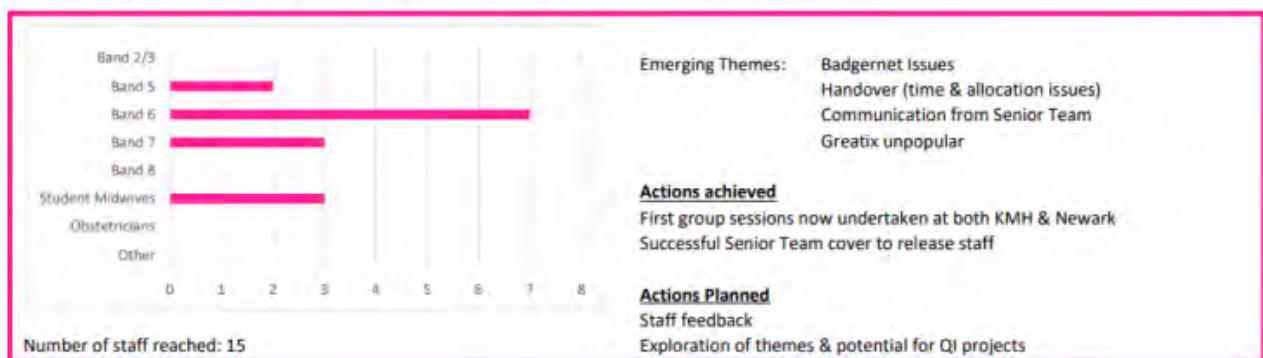 Band 2/3
Band 5
Band 6
Band 7
Band 8
Student Midwives
Obstetricians
Other
0 1 2 3 4 5 6 7 8
Number of staff reached: 15
Emerging Themes: Badgernet Issues
Handover (time & allocation issues)
Communication from Senior Team
Greatix unpopular
Actions achieved
First group sessions now undertaken at both KMH & Newark
Successful Senior Team cover to release staff
Actions Planned
Staff feedback
Exploration of themes & potential for QI projects